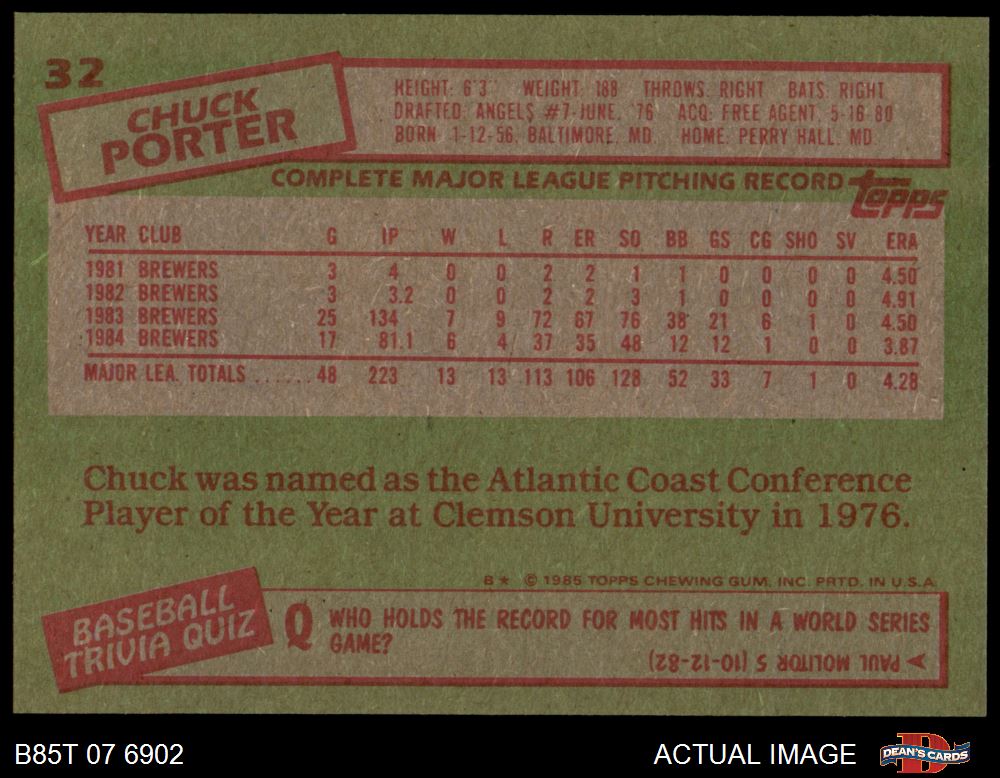 32
CHUCK
PORTER
HEIGHT: 6'3" WEIGHT: 188 THROWS: RIGHT BATS: RIGHT
DRAFTED: ANGELS #7-JUNE, '76 ACQ: FREE AGENT, 5-16-80
BORN: 1-12-56, BALTIMORE, MD. HOME: PERRY HALL, MD.
COMPLETE MAJOR LEAGUE PITCHING RECORD topps
YEAR CLUB G IP W L R ER SO BB GS CG SHO SV ERA
1981 BREWERS 3 4 0 0 2 2 1 1 0 0 0 0 4.50
1982 BREWERS 3 3.2 0 0 2 2 3 1 0 0 0 0 4.91
1983 BREWERS 25 134 7 9 72 67 76 38 21 6 1 0 4.50
1984 BREWERS 17 81.1 6 4 37 35 48 12 12 1 0 0 3.87
MAJOR LEA. TOTALS ...... 48 223 13 13 113 106 128 52 33 7 1 0 4.28
Chuck was named as the Atlantic Coast Conference
Player of the Year at Clemson University in 1976.
B★ © 1985 TOPPS CHEWING GUM, INC. PRTD. IN U.S.A.
BASEBALL
TRIVIA QUIZ
Q WHO HOLDS THE RECORD FOR MOST HITS IN A WORLD SERIES
GAME?
PAUL MOLITOR 5 (10-12-82)
B85T 07 6902
ACTUAL IMAGE
D
DEAN'S CARDS